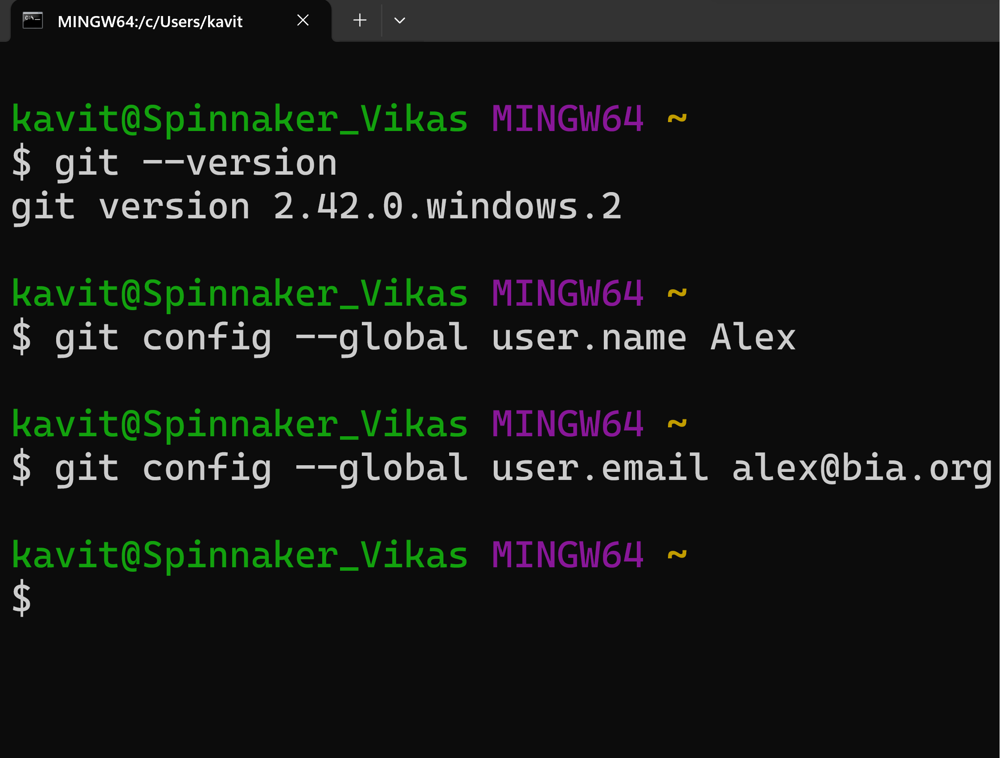 MINGW64:/c/Users/kavit
kavit@Spinnaker_Vikas MINGW64 ~
$ git --version
git version 2.42.0.windows.2
kavit@Spinnaker_Vikas MINGW64 ~
$ git config --global user.name Alex
kavit@Spinnaker_Vikas MINGW64 ~
$ git config --global user.email alex@bia.org
kavit@Spinnaker_Vikas MINGW64 ~
$